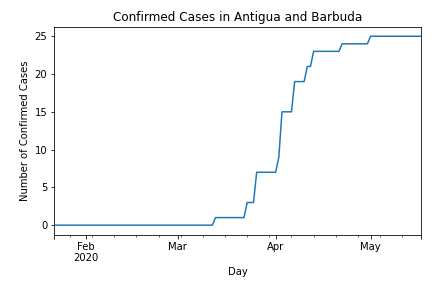 Confirmed Cases in Antigua and Barbuda
Number of Confirmed Cases
25
20
15
10
5
0
Feb
2020
Mar
Apr
May
Day